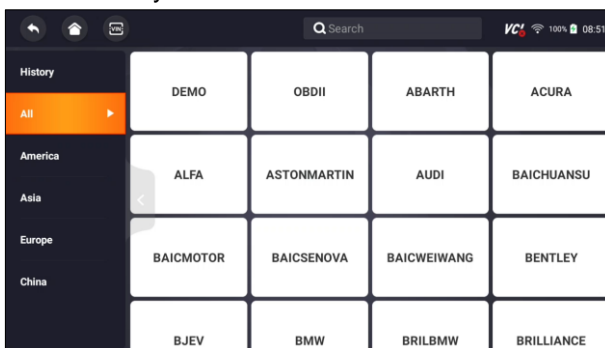 VIN
Search
VCI
100%
08:51
History
All
America
Asia
Europe
China
DEMO OBDII ABARTH ACURA
ALFA ASTONMARTIN AUDI BAICHUANSU
BAICMOTOR BAICSENOVA BAICWEIWANG BENTLEY
BJEV BMW BRILBMW BRILLIANCE